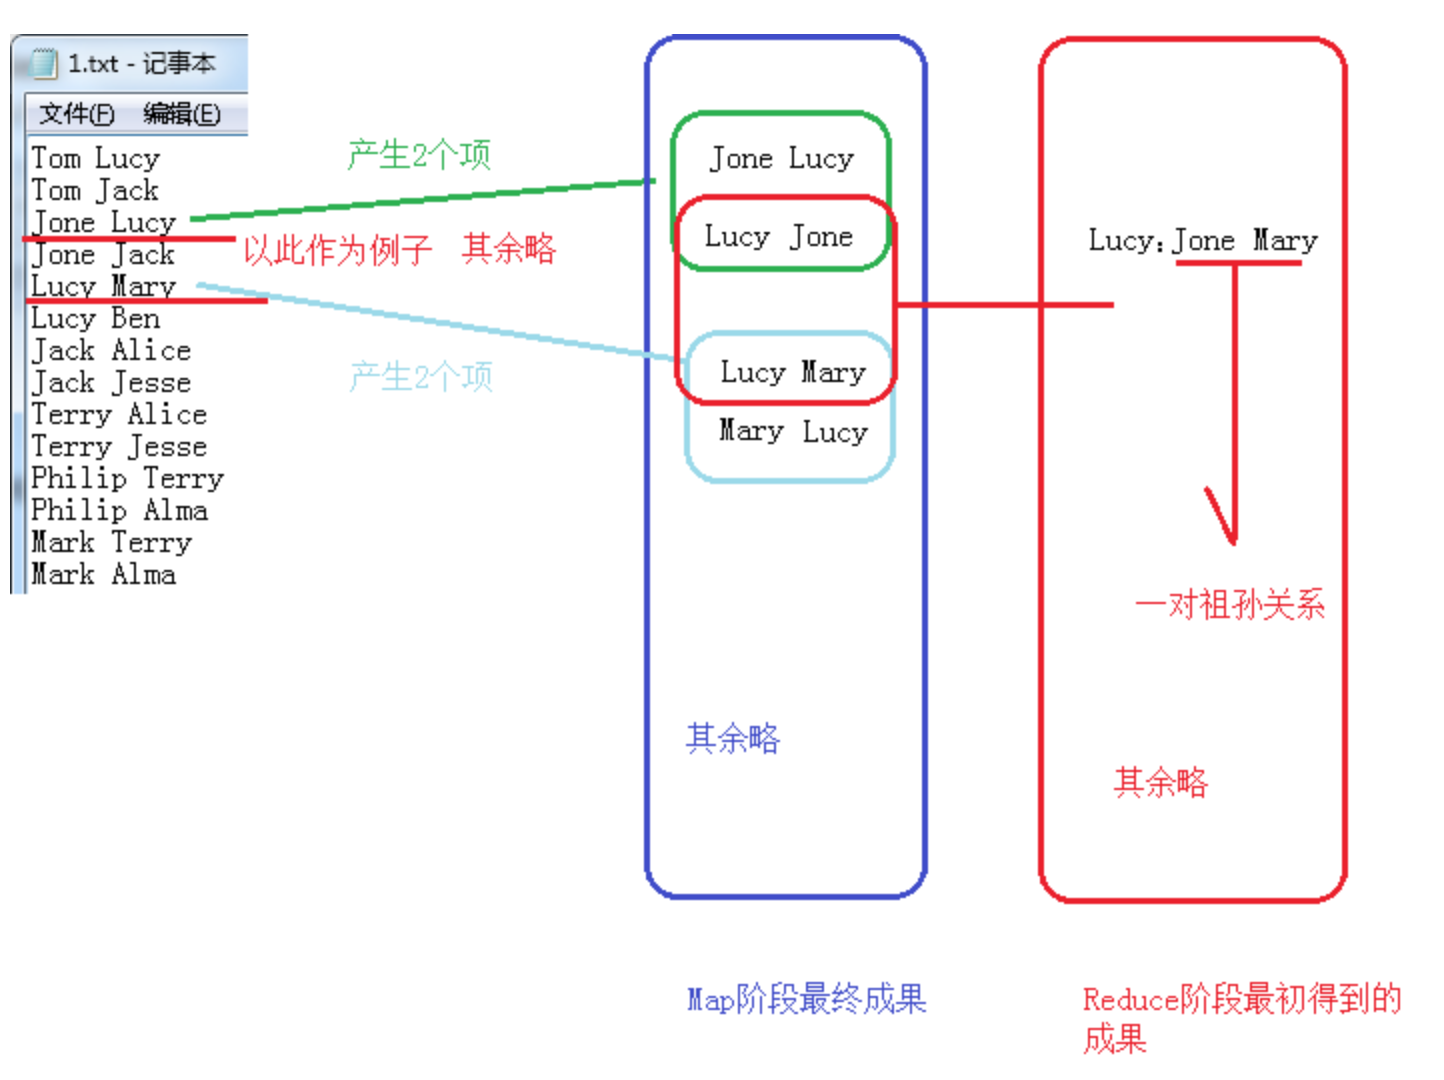 1.txt - 记事本
文件(F) 编辑(E)
Tom Lucy
Tom Jack
Jone Lucy
Jone Jack
Lucy Mary
Lucy Ben
Jack Alice
Jack Jesse
Terry Alice
Terry Jesse
Philip Terry
Philip Alma
Mark Terry
Mark Alma
产生2个项
以此作为例子 其余略
产生2个项
Jone Lucy
Lucy Jone
Lucy Mary
Mary Lucy
其余略
Map阶段最终成果
Lucy:Jone Mary
一对祖孙关系
其余略
Reduce阶段最初得到的
成果